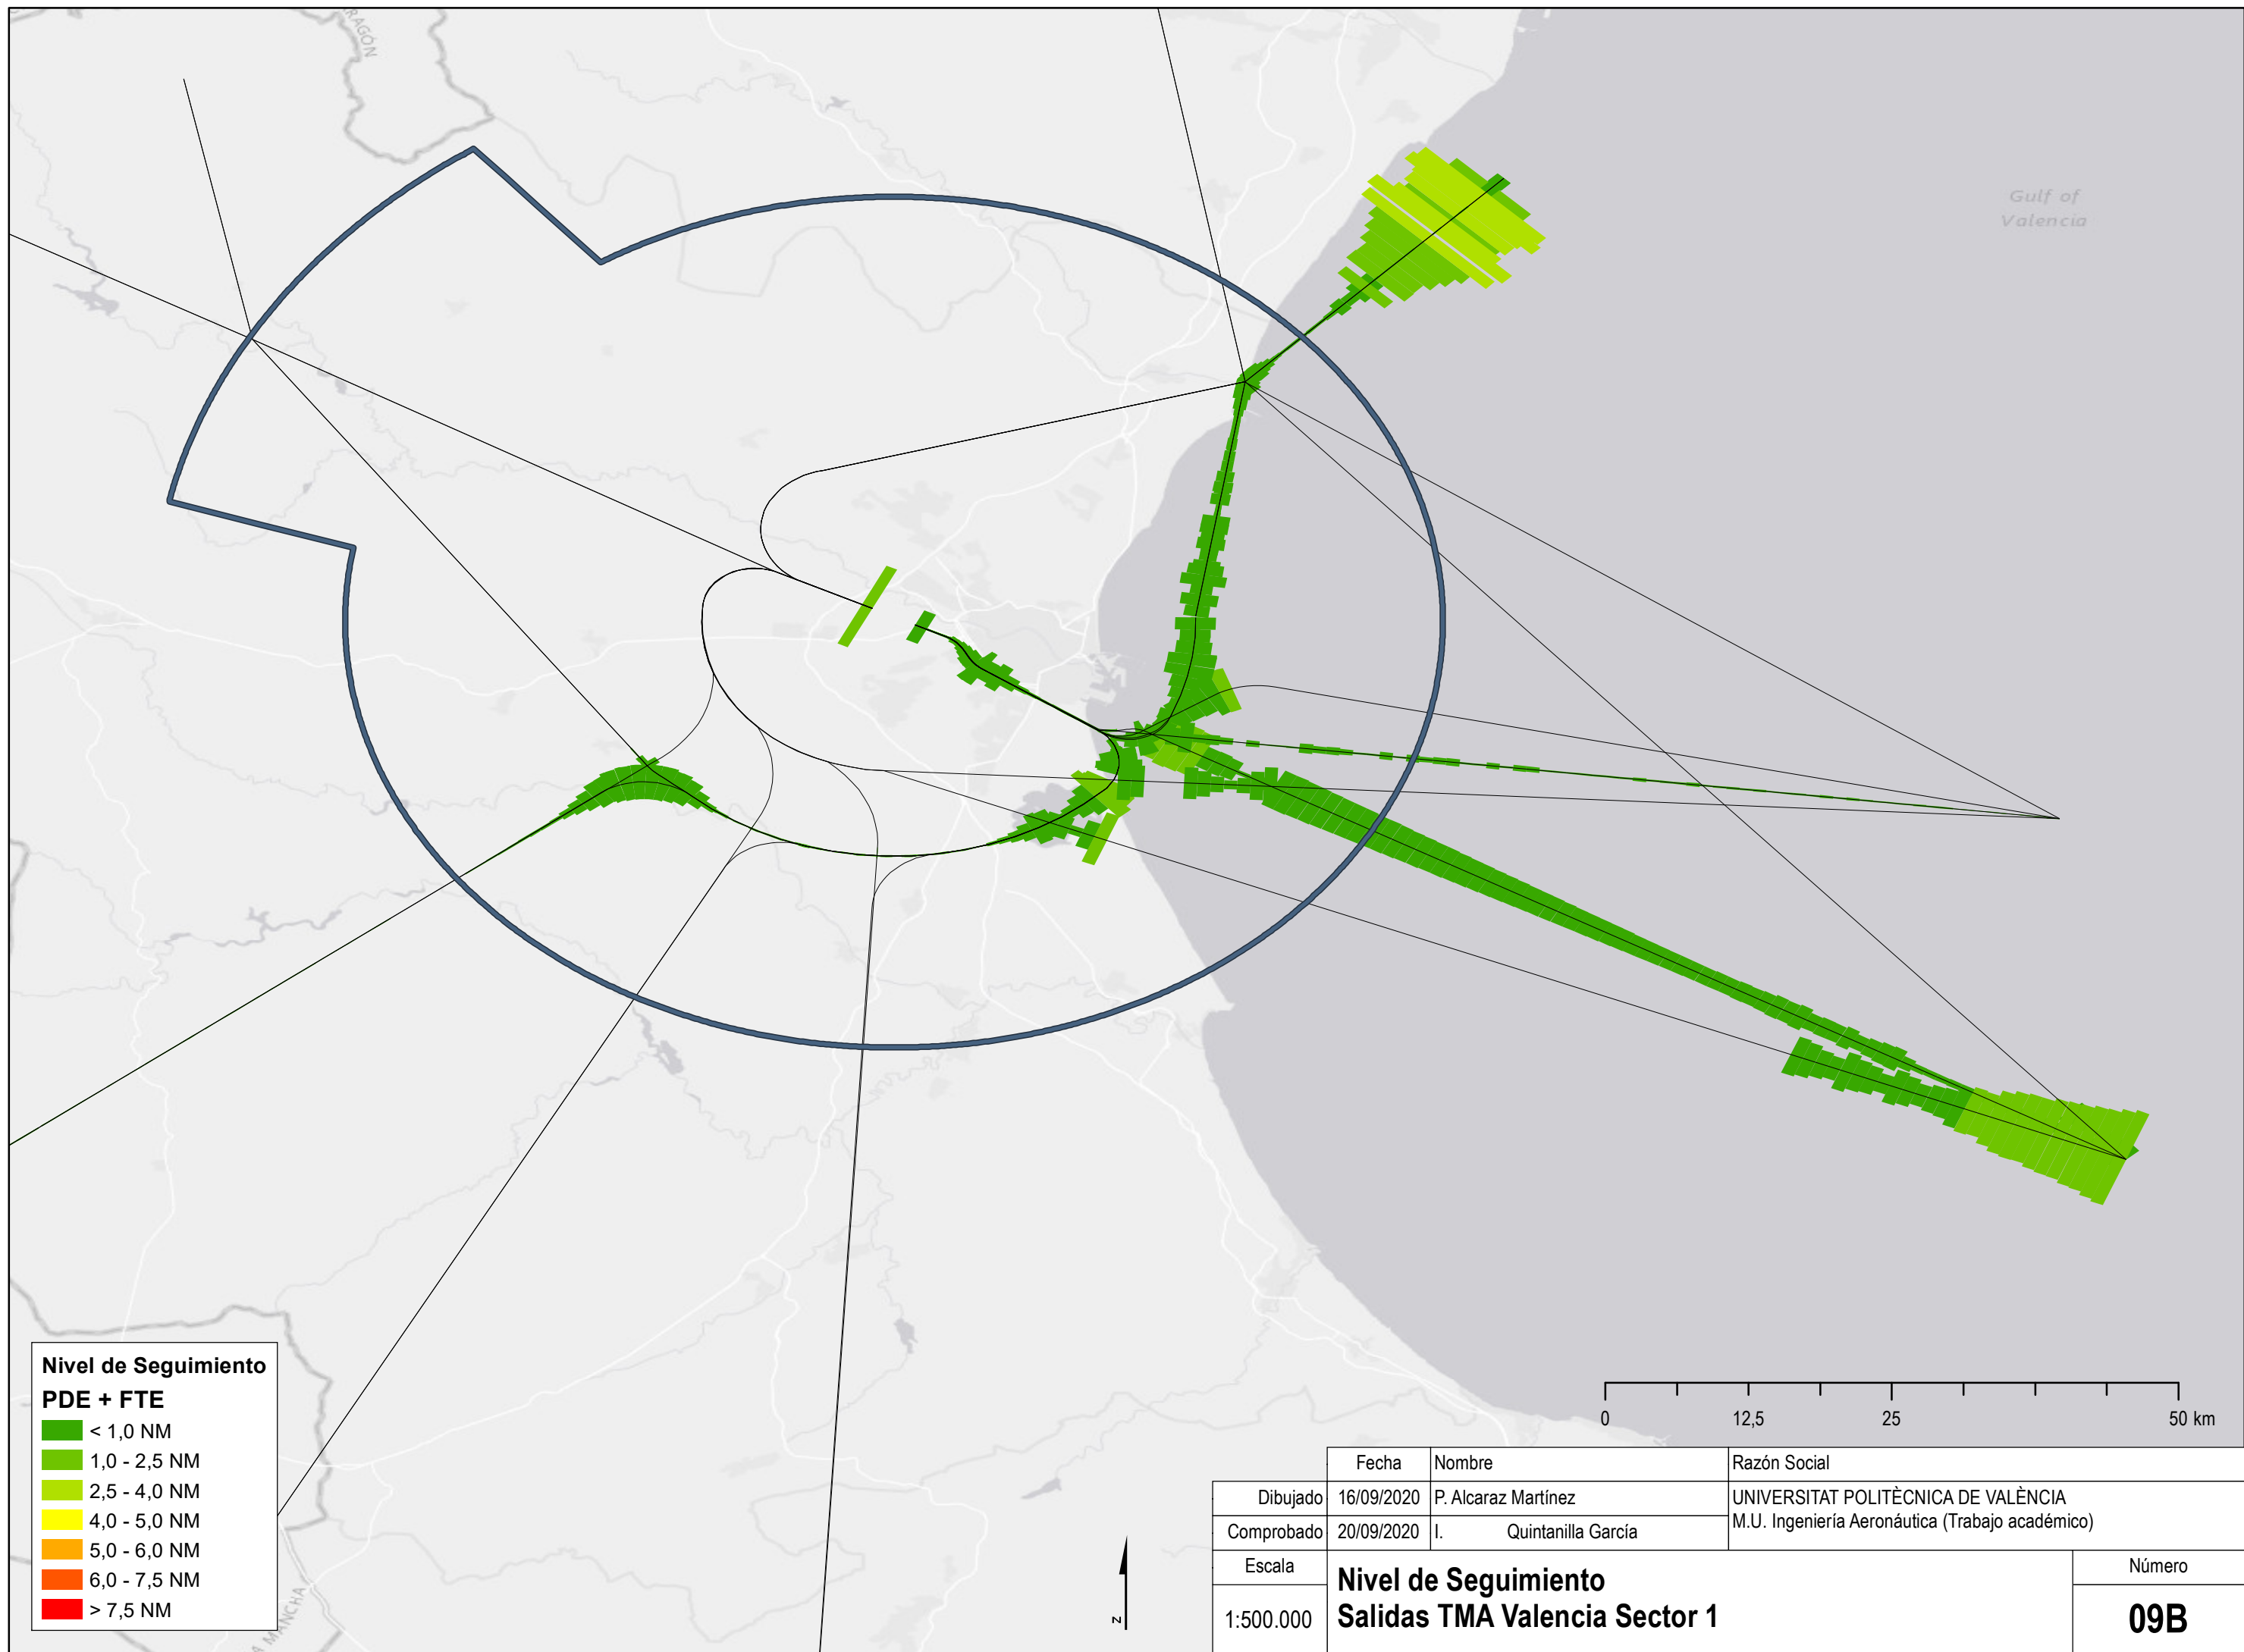 ARAGÓN
Gulf of
Valencia
Nivel de Seguimiento
PDE + FTE
< 1,0 NM
1,0 - 2,5 NM
2,5 - 4,0 NM
4,0 - 5,0 NM
5,0 - 6,0 NM
6,0 - 7,5 NM
> 7,5 NM
LA MANCHA
0 12,5 25 50 km
z
Fecha Nombre Razón Social
Dibujado 16/09/2020 P. Alcaraz Martínez UNIVERSITAT POLITÈCNICA DE VALÈNCIA
Comprobado 20/09/2020 I. Quintanilla García M.U. Ingeniería Aeronáutica (Trabajo académico)
Escala
1:500.000
Nivel de Seguimiento
Salidas TMA Valencia Sector 1
Número
09B